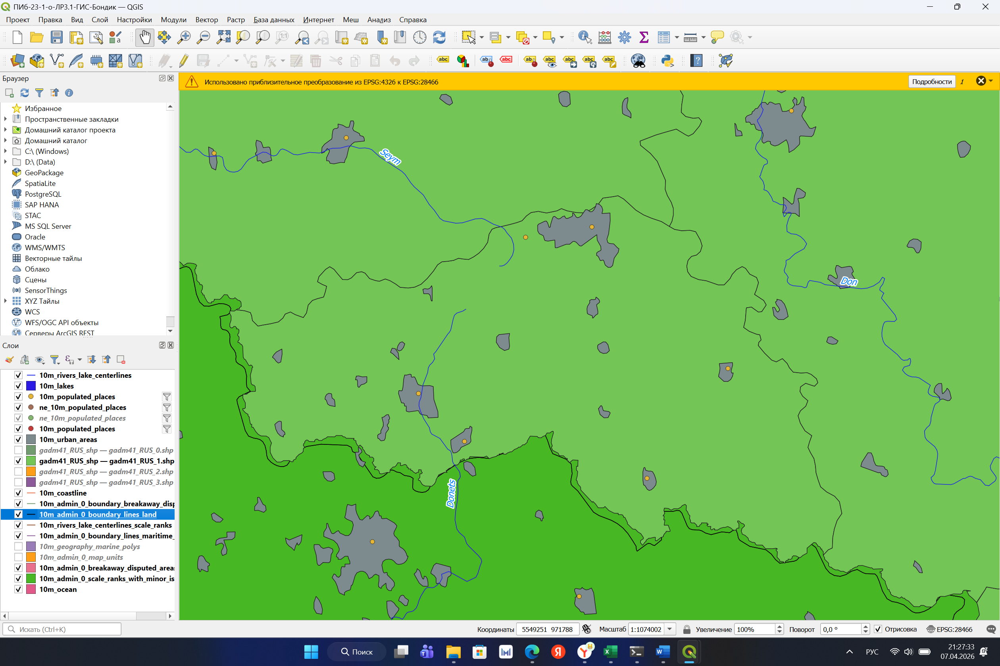 ПИб-23-1-о-ЛР3.1-ГИС-Бондик — QGIS
Проект Правка Вид Слой Настройки Модули Вектор Растр База данных Интернет Меш Анализ Справка
Браузер
Использовано приблизительное преобразование из EPSG:4326 к EPSG:28466
Подробности 1
Избранное
Пространственные закладки
Домашний каталог проекта
Домашний каталог
C:\ (Windows)
D:\ (Data)
GeoPackage
SpatiaLite
PostgreSQL
SAP HANA
STAC
MS SQL Server
Oracle
WMS/WMTS
Векторные тайлы
Облако
Сцены
SensorThings
XYZ Тайлы
WCS
WFS/OGC API объекты
Серверы ArcGIS REST
Seym
Don
Donets
Слои
10m_rivers_lake_centerlines
10m_lakes
10m_populated_places
ne_10m_populated_places
ne_10m_populated_places
10m_populated_places
10m_urban_areas
gadm41_RUS_shp — gadm41_RUS_0.shp
gadm41_RUS_shp — gadm41_RUS_1.shp
gadm41_RUS_shp — gadm41_RUS_2.shp
gadm41_RUS_shp — gadm41_RUS_3.shp
10m_coastline
10m_admin_0_boundary_breakaway_disp
10m_admin_0_boundary_lines_land
10m_rivers_lake_centerlines_scale_ranks
10m_admin_0_boundary_lines_maritime_
10m_geography_marine_polys
10m_admin_0_map_units
10m_admin_0_breakaway_disputed_area
10m_admin_0_scale_ranks_with_minor_is
10m_ocean
Искать (Ctrl+K)
Координаты 5549251 971788 Масштаб 1:1074002 Увеличение 100% Поворот 0,0 ° Отрисовка EPSG:28466
Поиск
РУС
21:27:33
07.04.2026